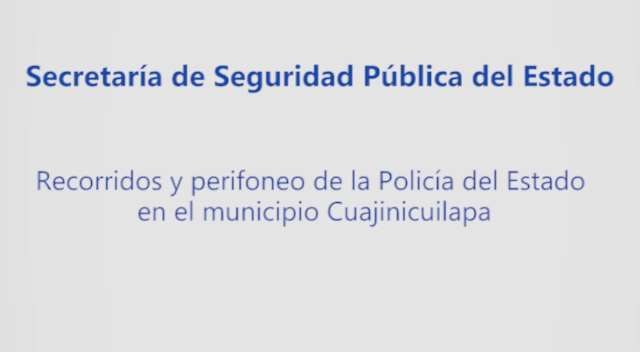 Secretaría de Seguridad Pública del Estado
Recorridos y perifoneo de la Policía del Estado
en el municipio Cuajinicuilapa